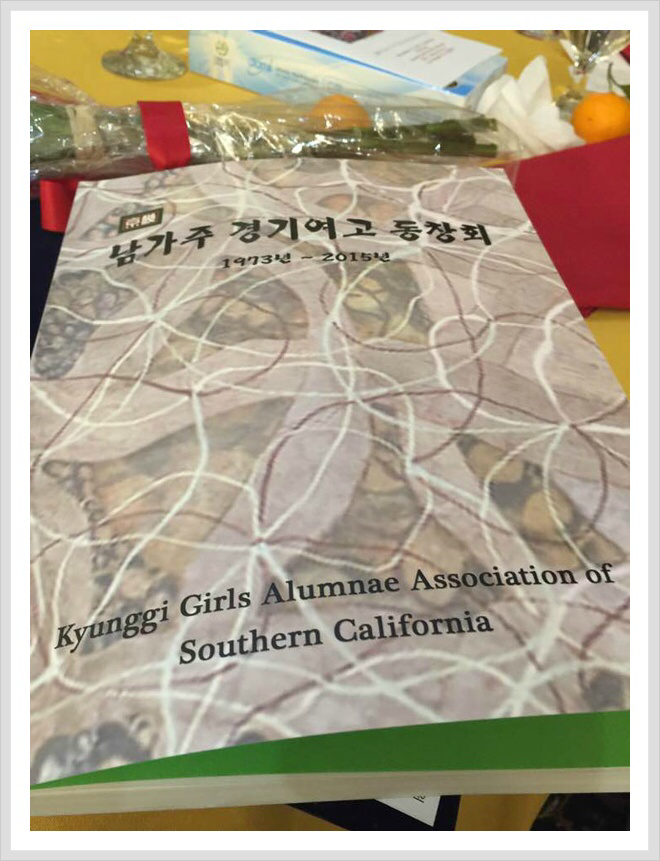 京畿
남가주 경기여고 동창회
1973년 ~ 2015년
Kyunggi Girls Alumnae Association of
Southern California